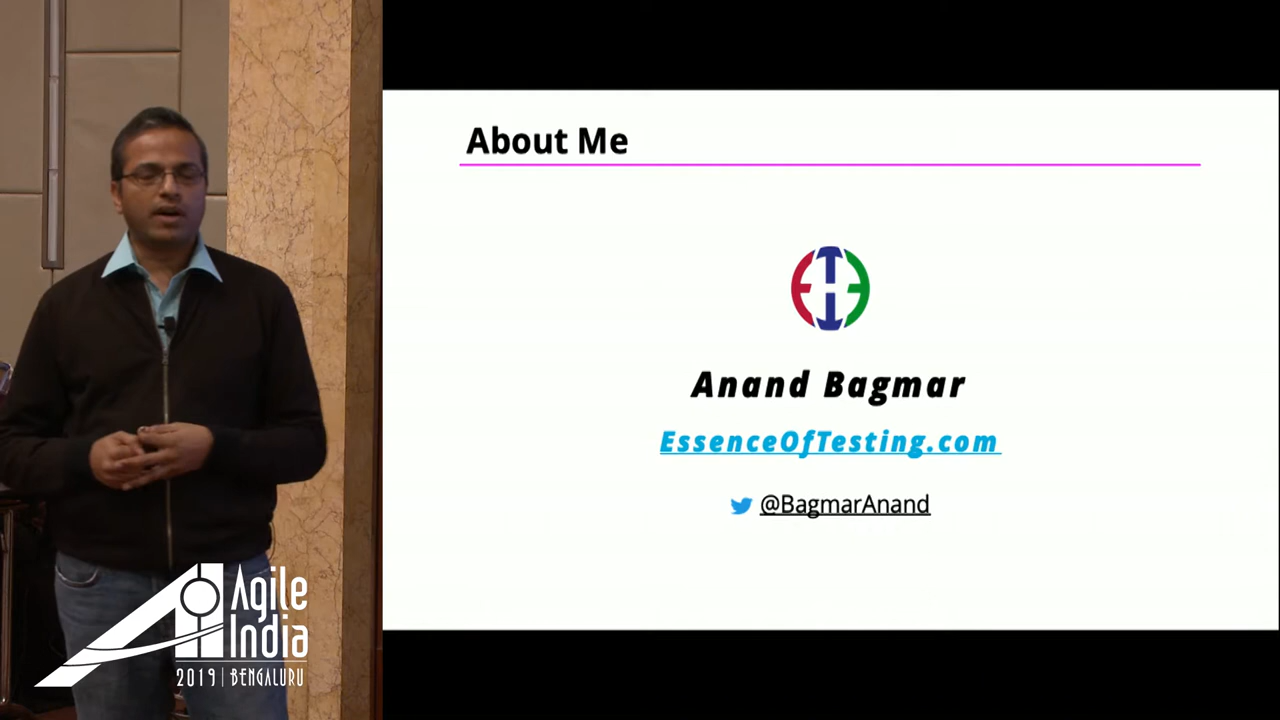 About Me
Anand Bagmar
EssenceOfTesting.com
@BagmarAnand
Agile
India
2019 | BENGALURU